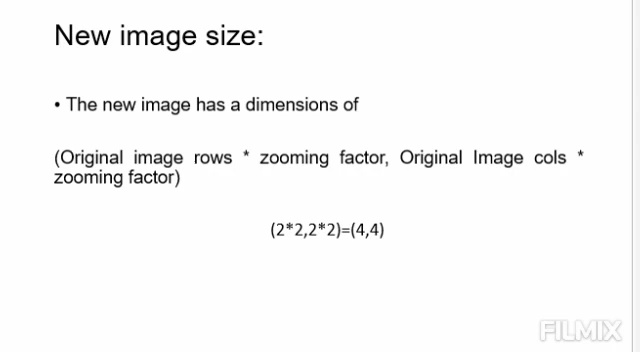 New image size:
• The new image has a dimensions of
(Original image rows * zooming factor, Original Image cols *
zooming factor)
(2*2,2*2)=(4,4)
FILMIX